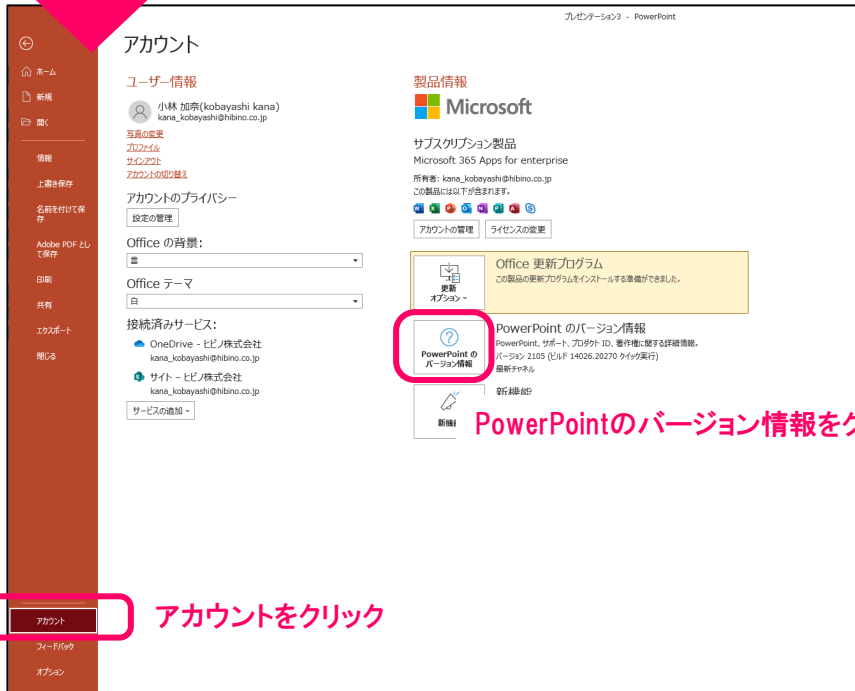 プレゼンテーション3 - PowerPoint
アカウント
ホーム
新規
開く
情報
上書き保存
名前を付けて保
存
Adobe PDF とし
て保存
印刷
共有
エクスポート
閉じる
アカウント
フィードバック
オプション
ユーザー情報
小林 加奈(kobayashi kana)
kana_kobayashi@hibino.co.jp
写真の変更
プロファイル
サインアウト
アカウントの切り替え
アカウントのプライバシー
設定の管理
Office の背景:
雲
Office テーマ
白
接続済みサービス:
OneDrive - ヒビノ株式会社
kana_kobayashi@hibino.co.jp
サイト - ヒビノ株式会社
kana_kobayashi@hibino.co.jp
サービスの追加
製品情報
Microsoft
サブスクリプション製品
Microsoft 365 Apps for enterprise
所有者: kana_kobayashi@hibino.co.jp
この製品には以下が含まれます。
アカウントの管理
ライセンスの変更
更新
オプション
Office 更新プログラム
この製品の更新プログラムをインストールする準備ができました。
PowerPoint の
バージョン情報
PowerPoint のバージョン情報
PowerPoint、サポート、プロダクト ID、著作権に関する詳細情報。
バージョン 2105 (ビルド 14026.20270 クイック実行)
最新チャネル
新機能
PowerPointのバージョン情報を
アカウントをクリック